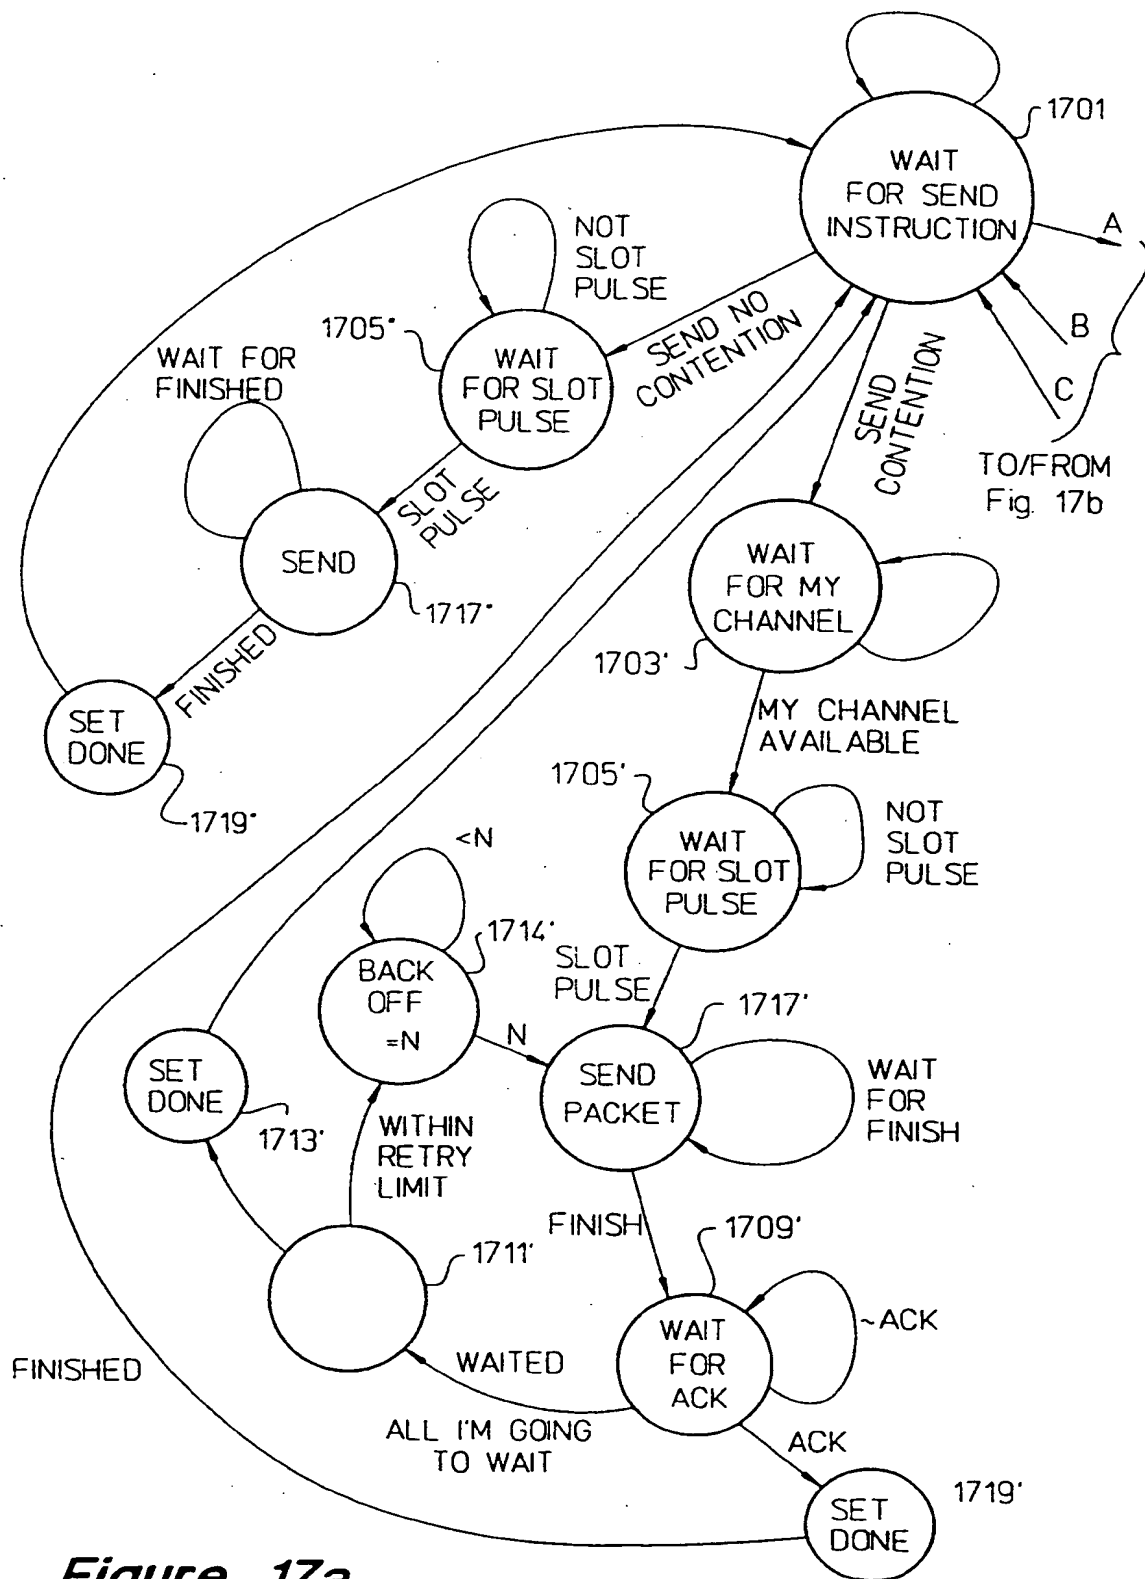 1701
WAIT
FOR SEND
INSTRUCTION
A
B
C
TO/FROM
Fig. 17b
NOT
SLOT
PULSE
1705'
WAIT
FOR SLOT
PULSE
SEND NO
CONTENTION
SEND
CONTENTION
WAIT FOR
FINISHED
SLOT
PULSE
SEND
1717'
FINISHED
SET
DONE
1719'
WAIT
FOR MY
CHANNEL
1703'
MY CHANNEL
AVAILABLE
1705'
WAIT
FOR SLOT
PULSE
NOT
SLOT
PULSE
<N
1714'
BACK
OFF
=N
N
SLOT
PULSE
1717'
SEND
PACKET
WAIT
FOR
FINISH
SET
DONE
1713'
WITHIN
RETRY
LIMIT
FINISH
1709'
1711'
WAIT
FOR
ACK
~ACK
FINISHED
WAITED
ALL I'M GOING
TO WAIT
ACK
1719'
SET
DONE
Figure 17a